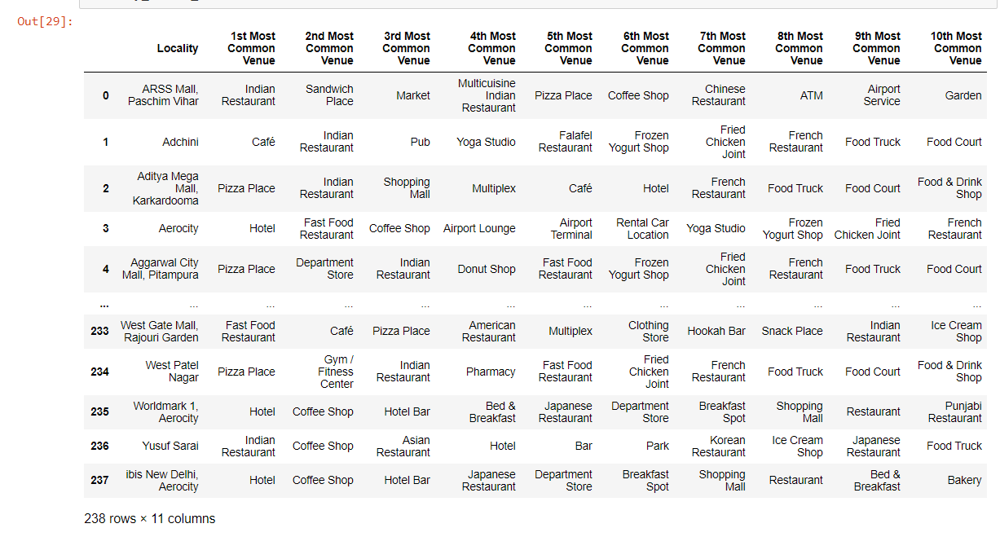 Out[29]:
Locality 1st Most Common Venue 2nd Most Common Venue 3rd Most Common Venue 4th Most Common Venue 5th Most Common Venue 6th Most Common Venue 7th Most Common Venue 8th Most Common Venue 9th Most Common Venue 10th Most Common Venue
0 ARSS Mall, Paschim Vihar Indian Restaurant Sandwich Place Market Multicuisine Indian Restaurant Pizza Place Coffee Shop Chinese Restaurant ATM Airport Service Garden
1 Adchini Café Indian Restaurant Pub Yoga Studio Falafel Restaurant Frozen Yogurt Shop Fried Chicken Joint French Restaurant Food Truck Food Court
2 Aditya Mega Mall, Karkardooma Pizza Place Indian Restaurant Shopping Mall Multiplex Café Hotel French Restaurant Food Truck Food Court Food & Drink Shop
3 Aerocity Hotel Fast Food Restaurant Coffee Shop Airport Lounge Airport Terminal Rental Car Location Yoga Studio Frozen Yogurt Shop Fried Chicken Joint French Restaurant
4 Aggarwal City Mall, Pitampura Pizza Place Department Store Indian Restaurant Donut Shop Fast Food Restaurant Frozen Yogurt Shop Fried Chicken Joint French Restaurant Food Truck Food Court
... ... ... ... ... ... ... ... ... ... ... ...
233 West Gate Mall, Rajouri Garden Fast Food Restaurant Café Pizza Place American Restaurant Multiplex Clothing Store Hookah Bar Snack Place Indian Restaurant Ice Cream Shop
234 West Patel Nagar Pizza Place Gym / Fitness Center Indian Restaurant Pharmacy Fast Food Restaurant Fried Chicken Joint French Restaurant Food Truck Food Court Food & Drink Shop
235 Worldmark 1, Aerocity Hotel Coffee Shop Hotel Bar Bed & Breakfast Japanese Restaurant Department Store Breakfast Spot Shopping Mall Restaurant Punjabi Restaurant
236 Yusuf Sarai Indian Restaurant Coffee Shop Asian Restaurant Hotel Bar Park Korean Restaurant Ice Cream Shop Japanese Restaurant Food Truck
237 ibis New Delhi, Aerocity Hotel Coffee Shop Hotel Bar Japanese Restaurant Department Store Breakfast Spot Shopping Mall Restaurant Bed & Breakfast Bakery
238 rows × 11 columns